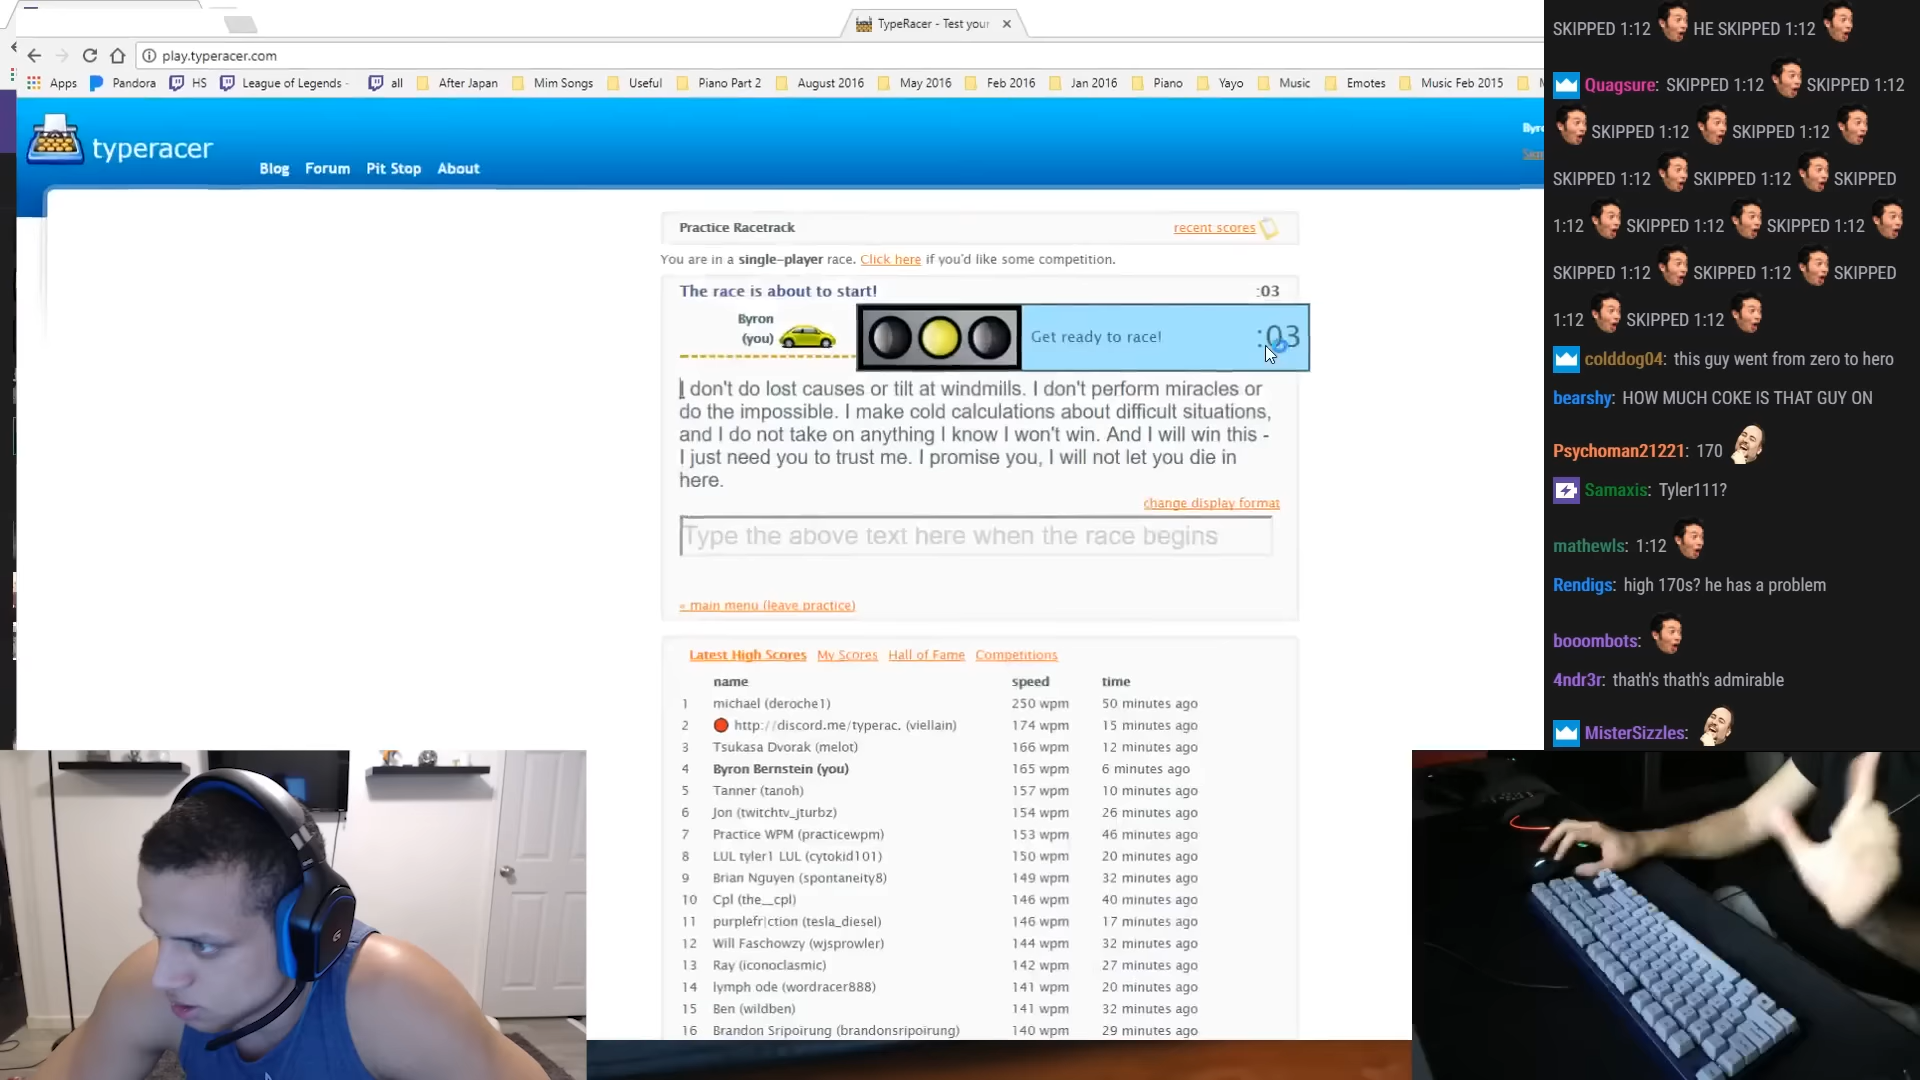 TypeRacer - Test your
play.typeracer.com
Apps Pandora HS League of Legends - all After Japan Mim Songs Useful Piano Part 2 August 2016 May 2016 Feb 2016 Jan 2016 Piano Yayo Music Emotes Music Feb 2015
typeracer
Blog Forum Pit Stop About
Practice Racetrack recent scores
You are in a single-player race. Click here if you'd like some competition.
The race is about to start! :03
Byron
(you)
Get ready to race! :03
I don't do lost causes or tilt at windmills. I don't perform miracles or
do the impossible. I make cold calculations about difficult situations,
and I do not take on anything I know I won't win. And I will win this -
I just need you to trust me. I promise you, I will not let you die in
here.
change display format
Type the above text here when the race begins
« main menu (leave practice)
Latest High Scores My Scores Hall of Fame Competitions
name speed time
1 michael (deroche1) 250 wpm 50 minutes ago
2 http://discord.me/typerac. (viellain) 174 wpm 15 minutes ago
3 Tsukasa Dvorak (melot) 166 wpm 12 minutes ago
4 Byron Bernstein (you) 165 wpm 6 minutes ago
5 Tanner (tanoh) 157 wpm 10 minutes ago
6 Jon (twitchtv_jturbz) 154 wpm 26 minutes ago
7 Practice WPM (practicewpm) 153 wpm 46 minutes ago
8 LUL tyler1 LUL (cytokid101) 150 wpm 20 minutes ago
9 Brian Nguyen (spontaneity8) 149 wpm 32 minutes ago
10 Cpl (the__cpl) 146 wpm 40 minutes ago
11 purplefr|ction (tesla_diesel) 146 wpm 17 minutes ago
12 Will Faschowzy (wjsprowler) 144 wpm 32 minutes ago
13 Ray (iconoclasmic) 142 wpm 27 minutes ago
14 lymph ode (wordracer888) 141 wpm 20 minutes ago
15 Ben (wildben) 141 wpm 32 minutes ago
16 Brandon Sripoirung (brandonsripoirung) 140 wpm 29 minutes ago
SKIPPED 1:12 HE SKIPPED 1:12
Quagsure: SKIPPED 1:12 SKIPPED 1:12
SKIPPED 1:12 SKIPPED 1:12
SKIPPED 1:12 SKIPPED 1:12 SKIPPED
1:12 SKIPPED 1:12 SKIPPED 1:12
SKIPPED 1:12 SKIPPED 1:12 SKIPPED
1:12 SKIPPED 1:12
colddog04: this guy went from zero to hero
bearshy: HOW MUCH COKE IS THAT GUY ON
Psychoman21221: 170
Samaxis: Tyler111?
mathewls: 1:12
Rendigs: high 170s? he has a problem
booombots:
4ndr3r: thath's thath's admirable
MisterSizzles: